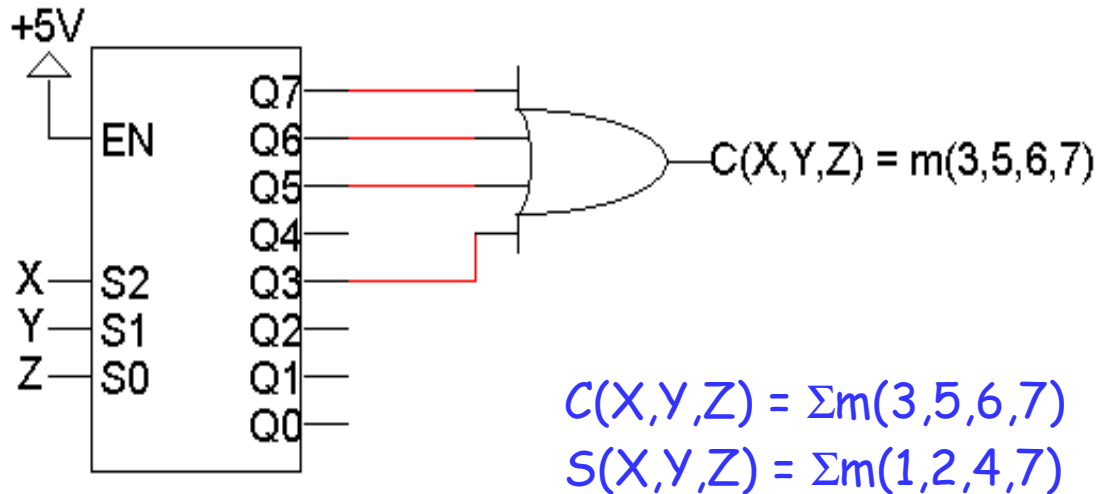 +5V
Q7
EN
Q6
C(X,Y,Z) = m(3,5,6,7)
Q5
Q4
X
S2
Q3
Y
S1
Q2
Z
S0
Q1
Q0
C(X,Y,Z) = Σm(3,5,6,7)
S(X,Y,Z) = Σm(1,2,4,7)